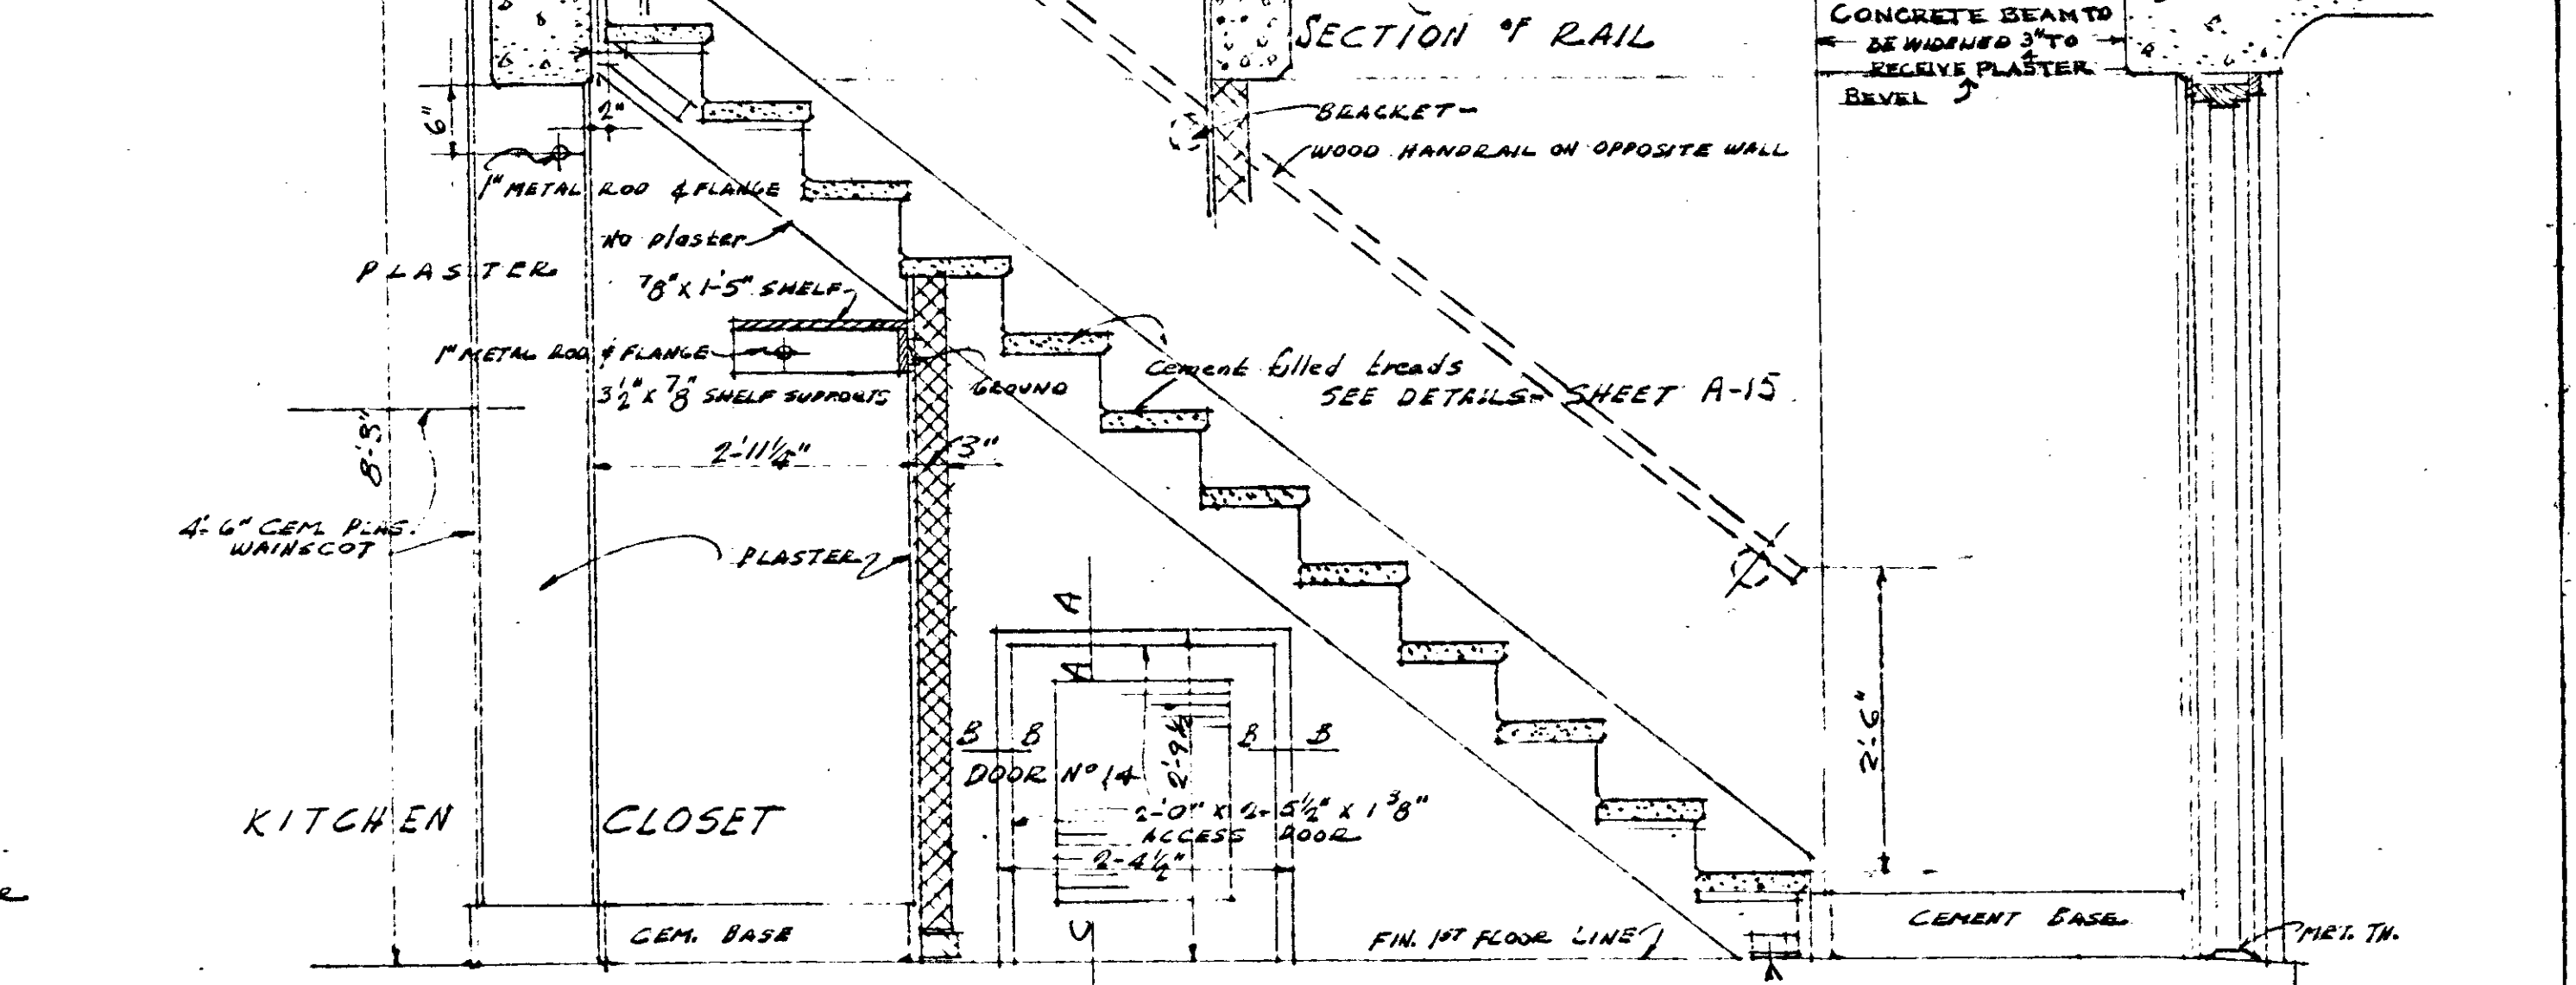 SECTION OF RAIL
CONCRETE BEAM TO
BE WIDENED 3/4" TO
RECEIVE PLASTER
BEVEL
6"
2"
BRACKET-
WOOD HANDRAIL ON OPPOSITE WALL
1" METAL ROD & FLANGE
No plaster
PLASTER
7/8" x 1'-5" SHELF
1" METAL ROD & FLANGE
3 1/2" x 7/8" SHELF SUPPORTS
GROUND
Cement filled treads
SEE DETAILS- SHEET A-15
8'-8"
2'-11 1/4"
3"
4'-6" CEM. PLAS.
WAINSCOT
PLASTER
A
A
B B
B B
DOOR No 14
2'-9 1/2"
2'-6"
2'-0" x 2'-5 1/2" x 1 3/8"
ACCESS DOOR
2'-4 1/2"
KITCHEN
CLOSET
CEM. BASE
C
FIN. 1ST FLOOR LINE
CEMENT BASE
MET. TH.